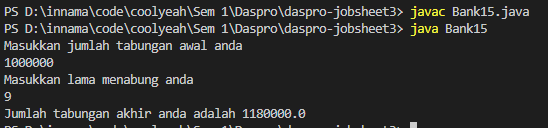 PS D:\innama\code\coolyeah\Sem 1\Daspro\daspro-jobsheet3> javac Bank15.java
PS D:\innama\code\coolyeah\Sem 1\Daspro\daspro-jobsheet3> java Bank15
Masukkan jumlah tabungan awal anda
1000000
Masukkan lama menabung anda
9
Jumlah tabungan akhir anda adalah 1180000.0